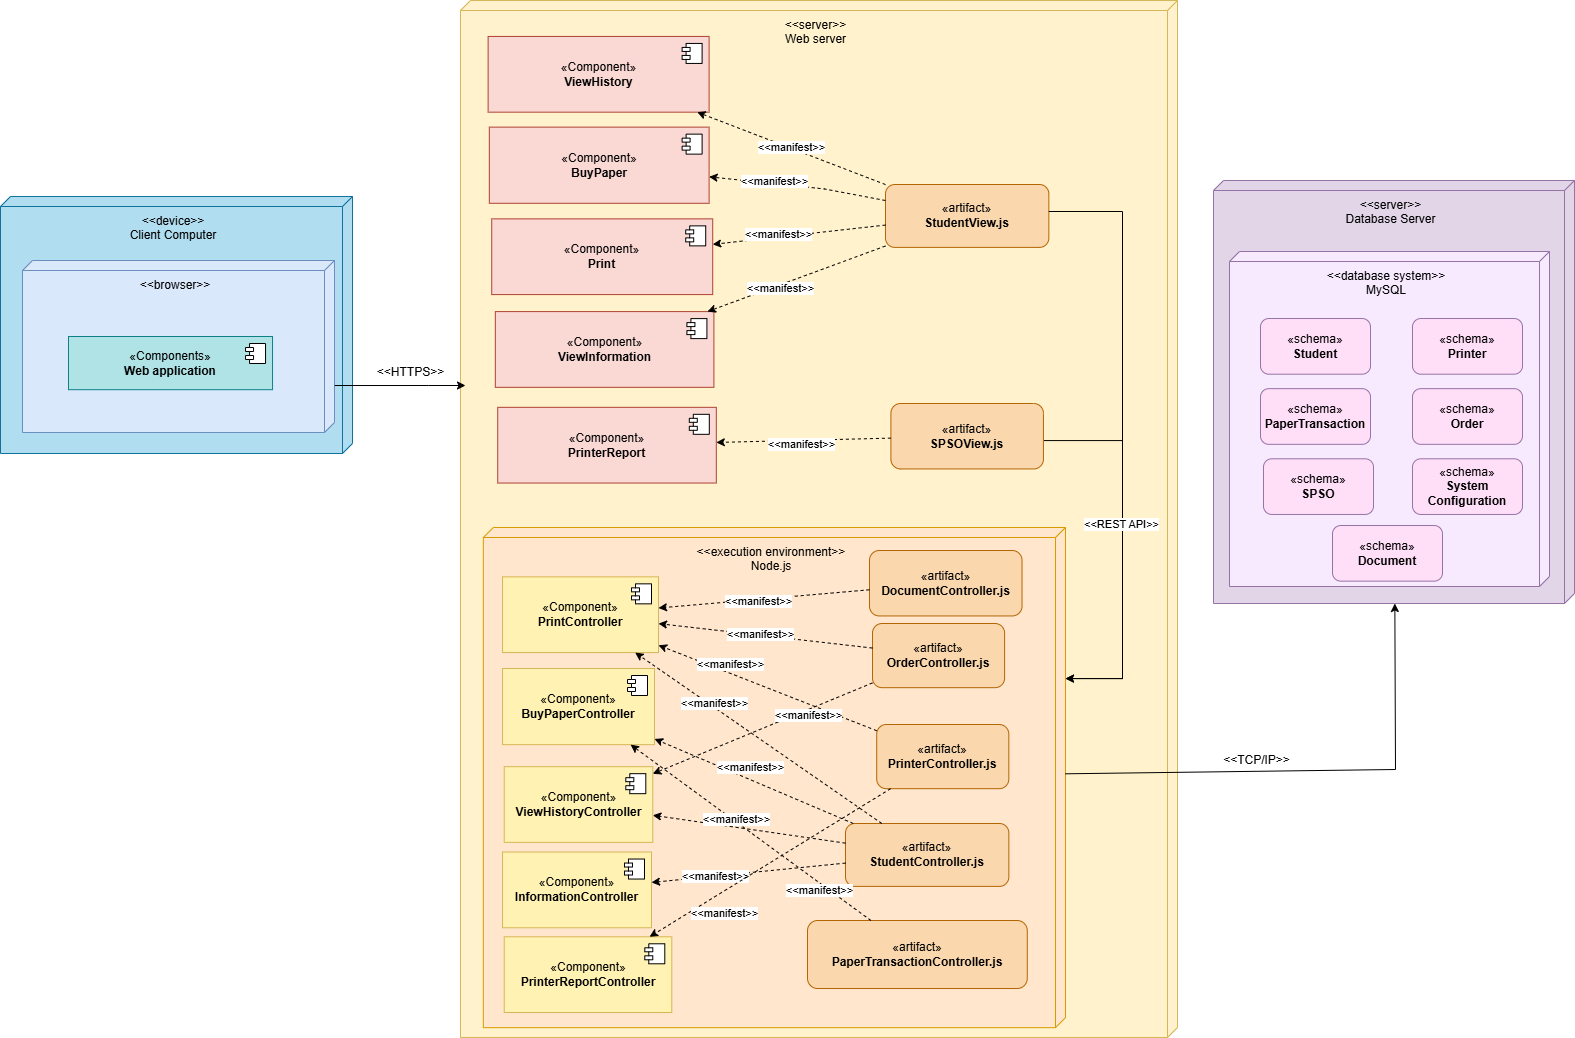 <<device>>
Client Computer
<<browser>>
«Components»
Web application
<<HTTPS>>
<<server>>
Web server
«Component»
ViewHistory
«Component»
BuyPaper
«Component»
Print
«Component»
ViewInformation
«Component»
PrinterReport
<<manifest>>
<<manifest>>
<<manifest>>
<<manifest>>
<<manifest>>
«artifact»
StudentView.js
«artifact»
SPSOView.js
<<REST API>>
<<execution environment>>
Node.js
«Component»
PrintController
«Component»
BuyPaperController
«Component»
ViewHistoryController
«Component»
InformationController
«Component»
PrinterReportController
<<manifest>>
<<manifest>>
<<manifest>>
<<manifest>>
<<manifest>>
<<manifest>>
<<manifest>>
<<manifest>>
<<manifest>>
<<manifest>>
«artifact»
DocumentController.js
«artifact»
OrderController.js
«artifact»
PrinterController.js
«artifact»
StudentController.js
«artifact»
PaperTransactionController.js
<<TCP/IP>>
<<server>>
Database Server
<<database system>>
MySQL
«schema»
Student
«schema»
Printer
«schema»
PaperTransaction
«schema»
Order
«schema»
SPSO
«schema»
System
Configuration
«schema»
Document